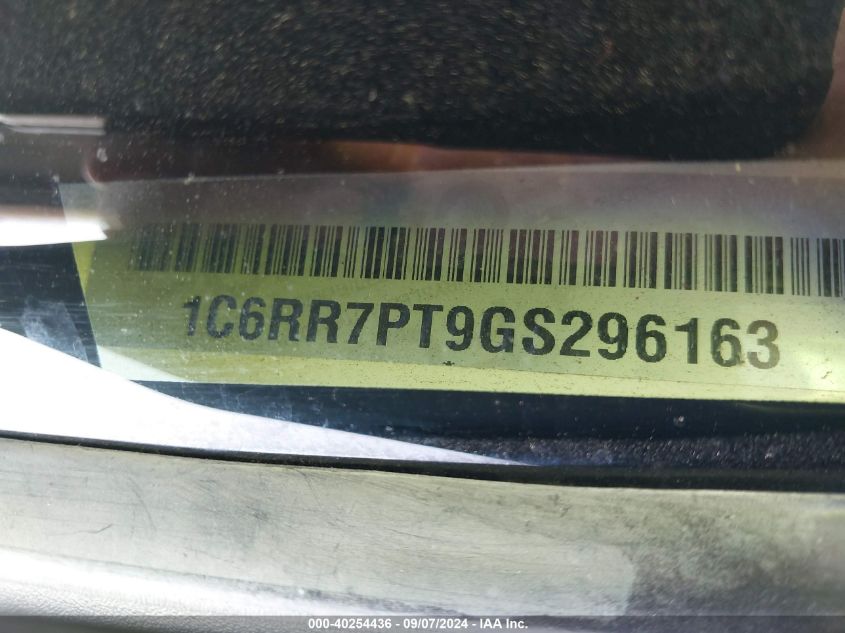 1C6RR7PT9GS296163
000-40254436 - 09/07/2024 - © IAA, Inc.